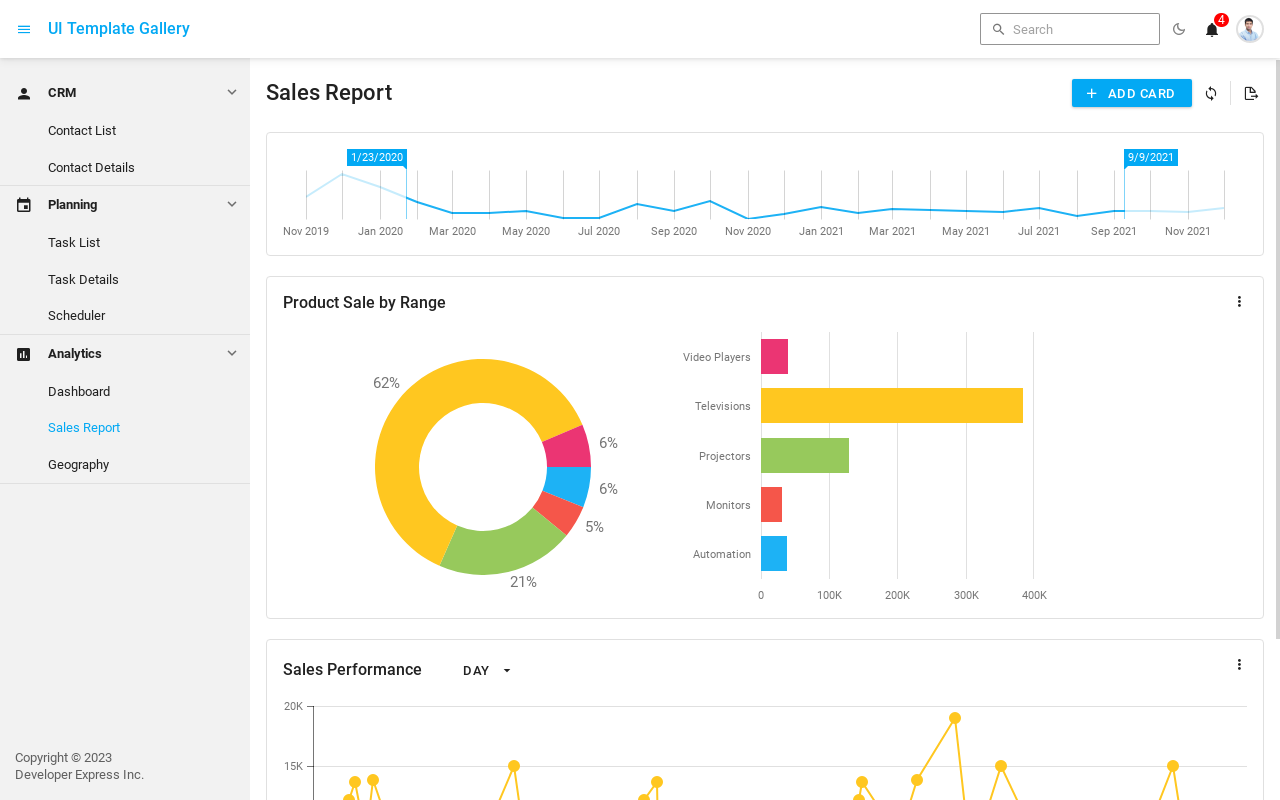 UI Template Gallery
Search
4
CRM
Contact List
Contact Details
Planning
Task List
Task Details
Scheduler
Analytics
Dashboard
Sales Report
Geography
Copyright © 2023
Developer Express Inc.
Sales Report
ADD CARD
1/23/2020
9/9/2021
Nov 2019 Jan 2020 Mar 2020 May 2020 Jul 2020 Sep 2020 Nov 2020 Jan 2021 Mar 2021 May 2021 Jul 2021 Sep 2021 Nov 2021
Product Sale by Range
62%
6%
6%
5%
21%
Video Players
Televisions
Projectors
Monitors
Automation
0 100K 200K 300K 400K
Sales Performance
DAY
20K
15K